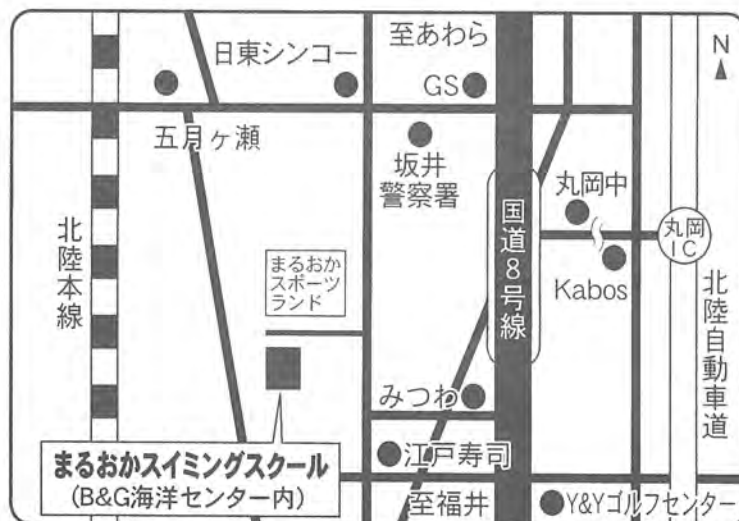 日東シンコー
至あわら
GS
N
五月ヶ瀬
坂井
警察署
丸岡中
国道8号線
丸岡
IC
北陸本線
まるおか
スポーツ
ランド
Kabos
北陸自動車道
みつわ
まるおかスイミングスクール
(B&G海洋センター内)
江戸寿司
至福井
Y&Yゴルフセンター